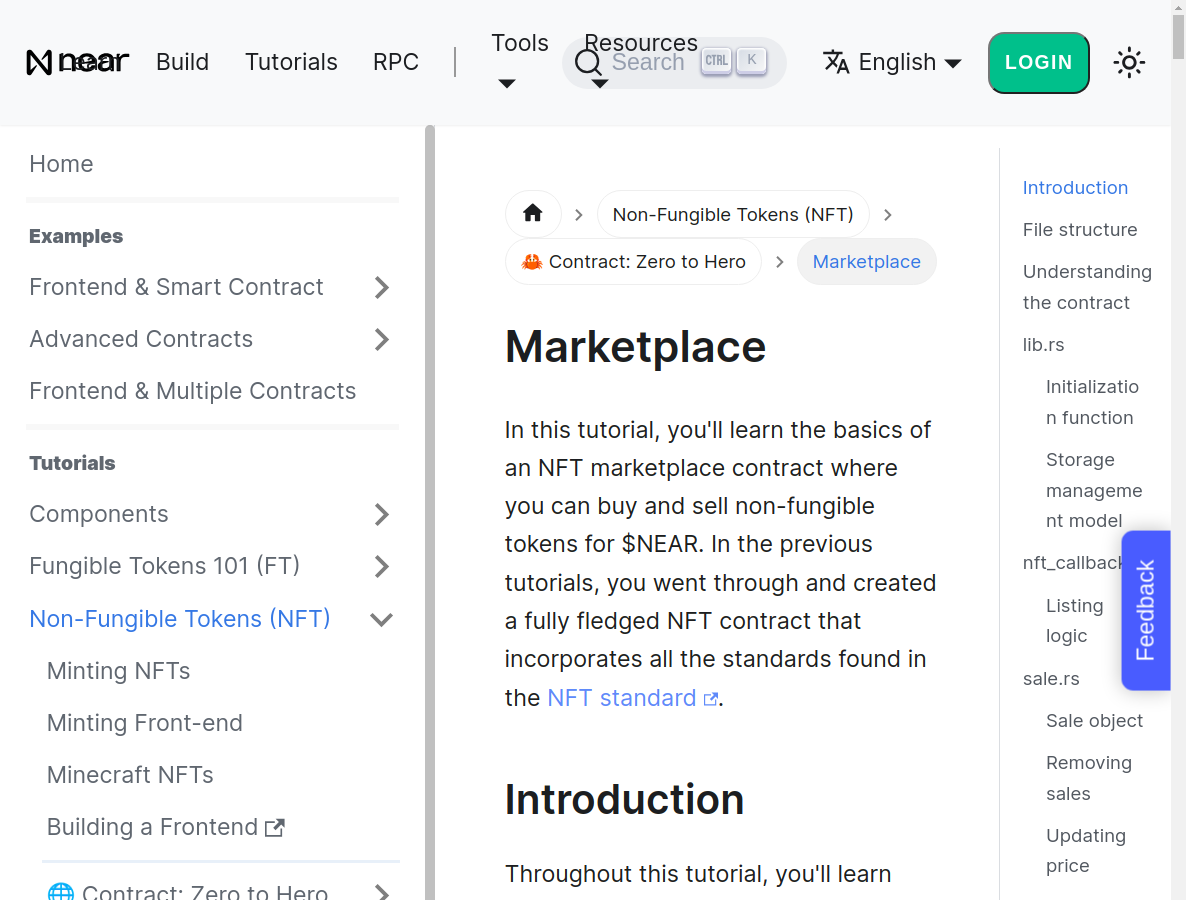 near
Learn
Build
Tutorials
RPC
Tools
Resources
Search
CTRL
K
English
LOGIN
Home
Examples
Frontend & Smart Contract
Advanced Contracts
Frontend & Multiple Contracts
Tutorials
Components
Fungible Tokens 101 (FT)
Non-Fungible Tokens (NFT)
Minting NFTs
Minting Front-end
Minecraft NFTs
Building a Frontend
Contract: Zero to Hero
Non-Fungible Tokens (NFT)
Contract: Zero to Hero
Marketplace
Marketplace
In this tutorial, you'll learn the basics of
an NFT marketplace contract where
you can buy and sell non-fungible
tokens for $NEAR. In the previous
tutorials, you went through and created
a fully fledged NFT contract that
incorporates all the standards found in
the NFT standard.
Introduction
Throughout this tutorial, you'll learn
Introduction
File structure
Understanding
the contract
lib.rs
Initializatio
n function
Storage
manageme
nt model
nft_callback
Listing
logic
sale.rs
Sale object
Removing
sales
Updating
price
Feedback